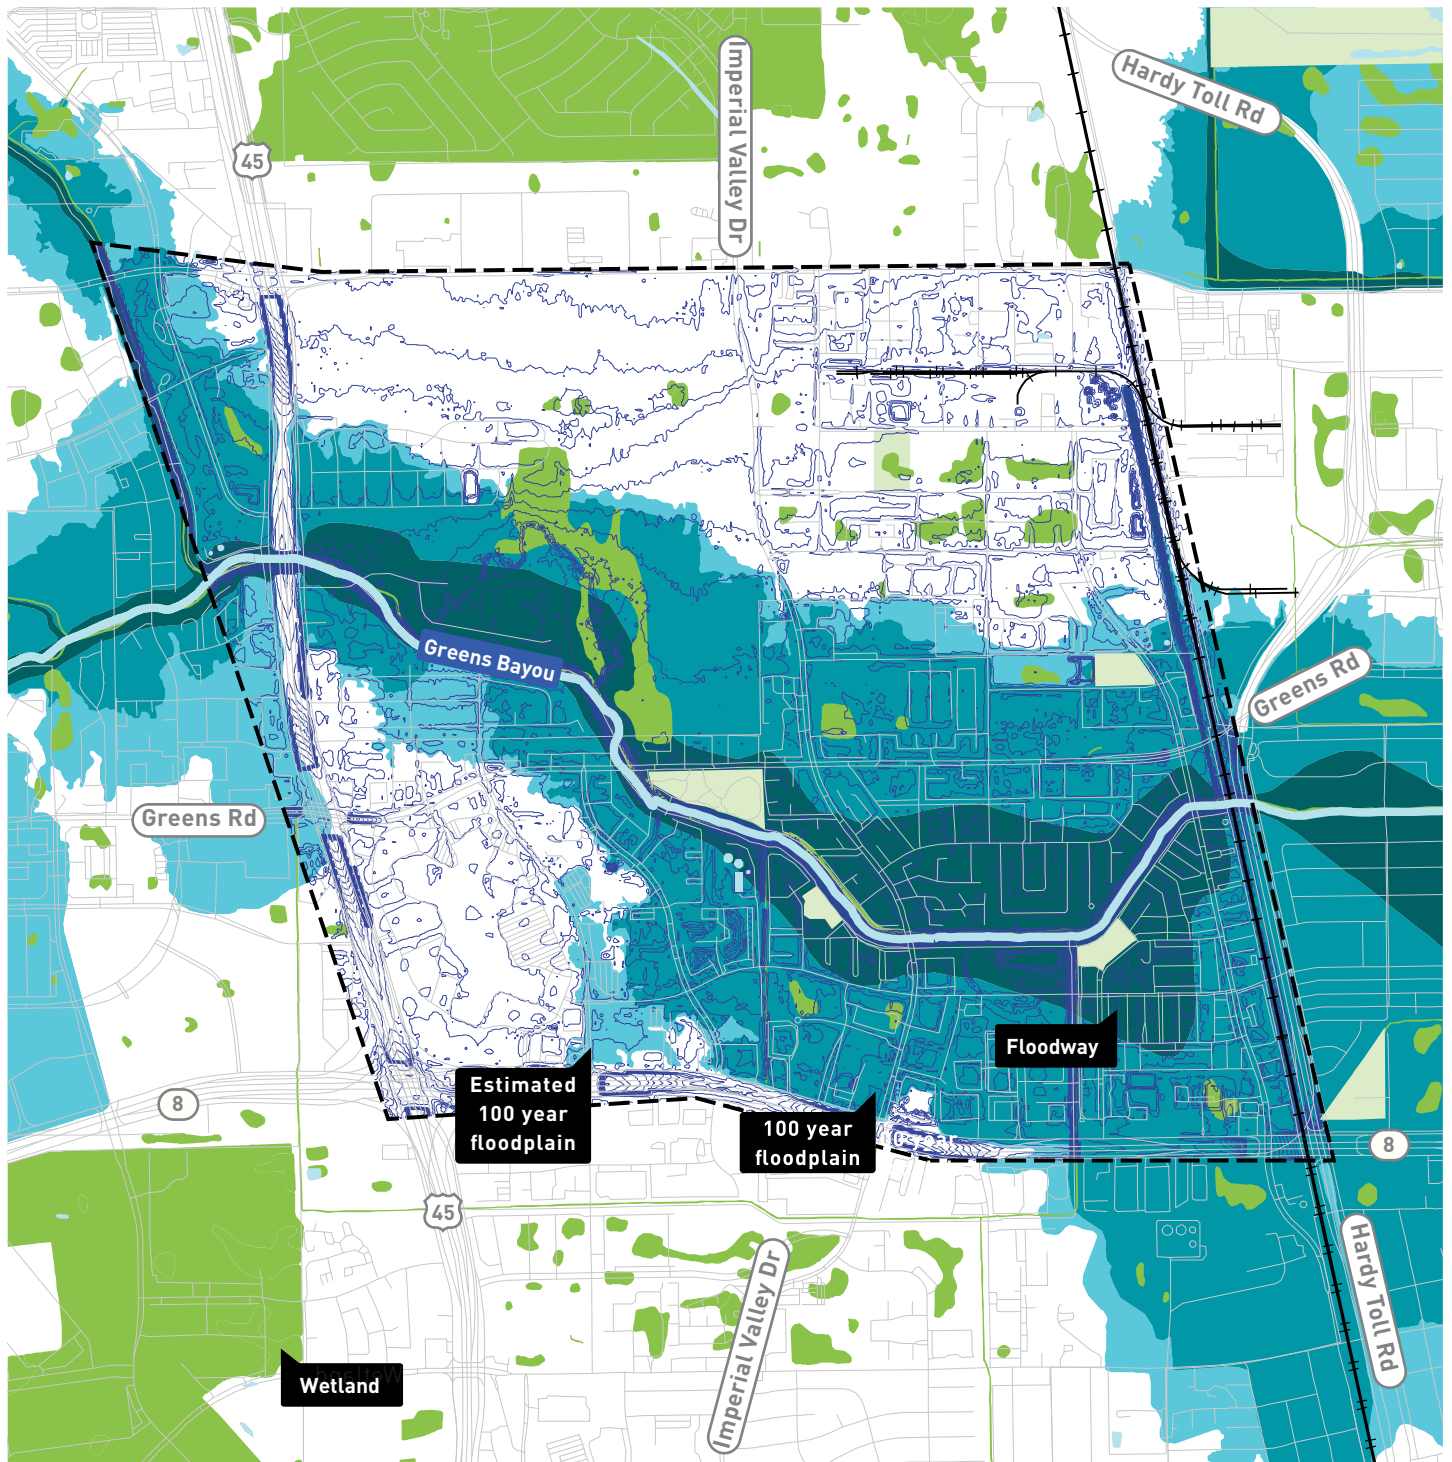 Imperial Valley Dr
Hardy Toll Rd
45
Greens Bayou
Greens Rd
Greens Rd
Floodway
Estimated
100 year
floodplain
100 year
floodplain
8
8
45
Imperial Valley Dr
Hardy Toll Rd
Wetland